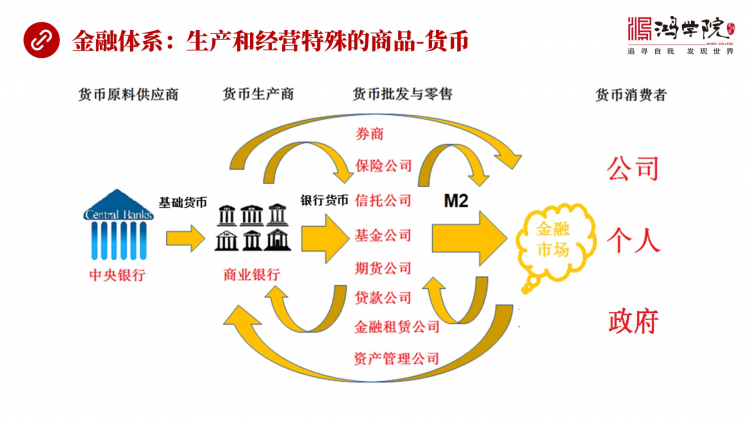 金融体系：生产和经营特殊的商品-货币
鸿学院
HONG COLLEGE
追寻自我 发现世界
货币原料供应商
货币生产商
货币批发与零售
货币消费者
Central Banks
中央银行
基础货币
商业银行
银行货币
券商
保险公司
信托公司
基金公司
期货公司
贷款公司
金融租赁公司
资产管理公司
M2
金融
市场
公司
个人
政府